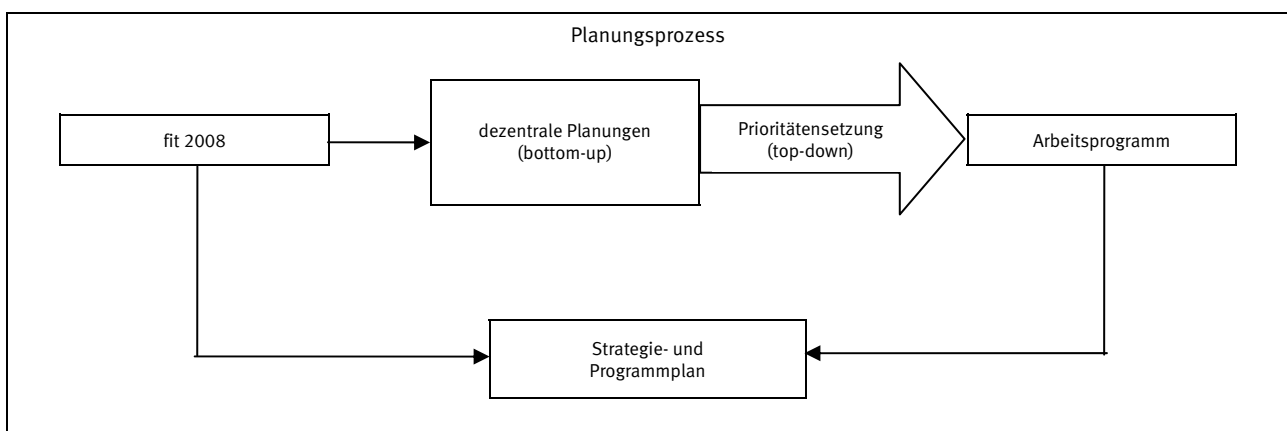 Planungsprozess
fit 2008
dezentrale Planungen
(bottom-up)
Prioritätensetzung
(top-down)
Arbeitsprogramm
Strategie- und
Programmplan